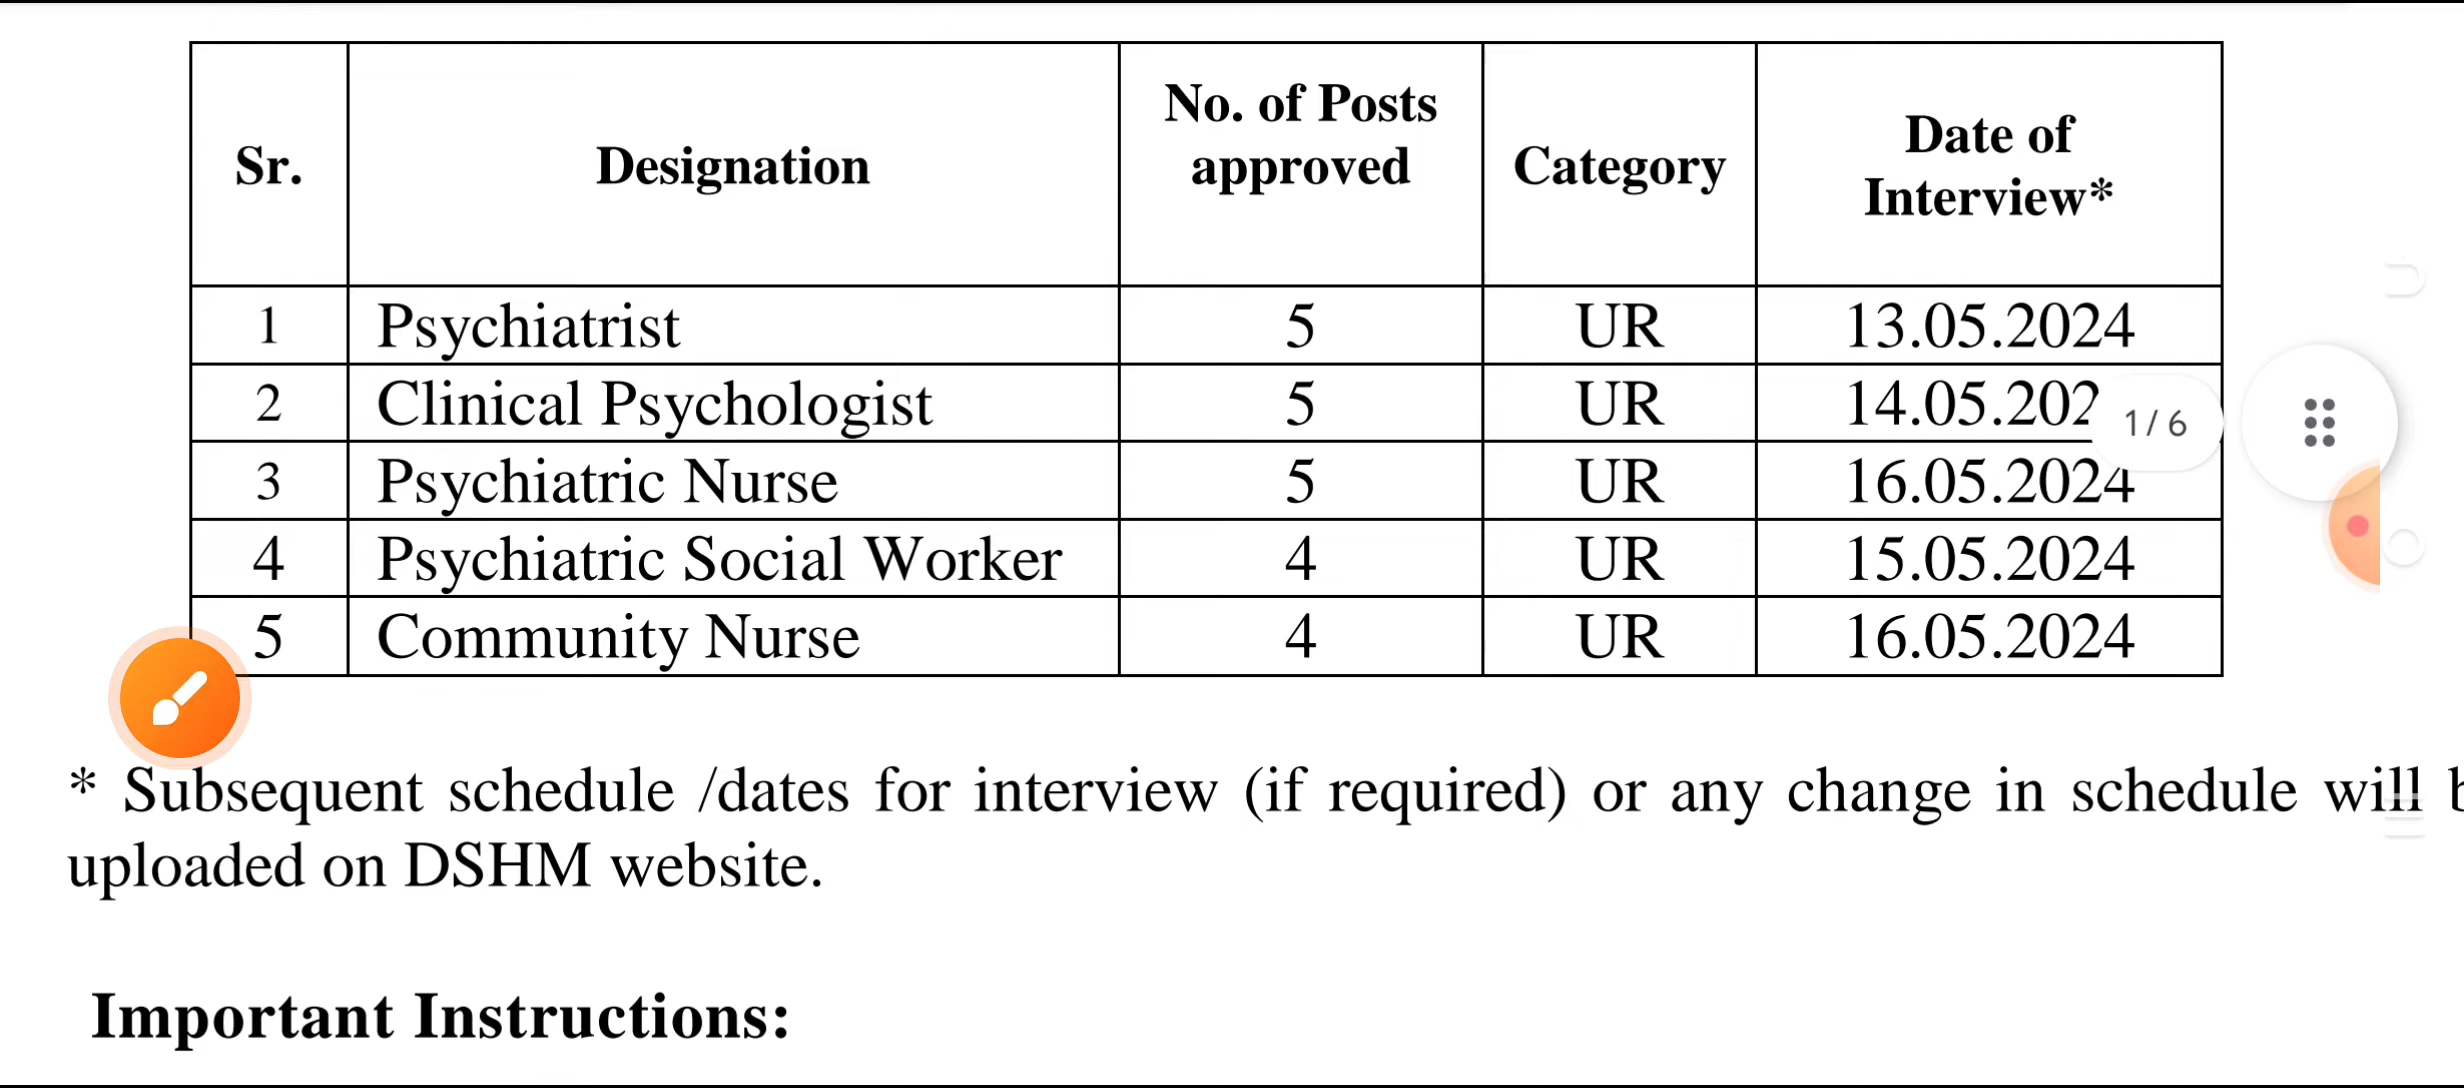 Sr. Designation No. of Posts approved Category Date of Interview*
1 Psychiatrist 5 UR 13.05.2024
2 Clinical Psychologist 5 UR 14.05.202
3 Psychiatric Nurse 5 UR 16.05.2024
4 Psychiatric Social Worker 4 UR 15.05.2024
5 Community Nurse 4 UR 16.05.2024
1/6
* Subsequent schedule /dates for interview (if required) or any change in schedule will
uploaded on DSHM website.
Important Instructions: